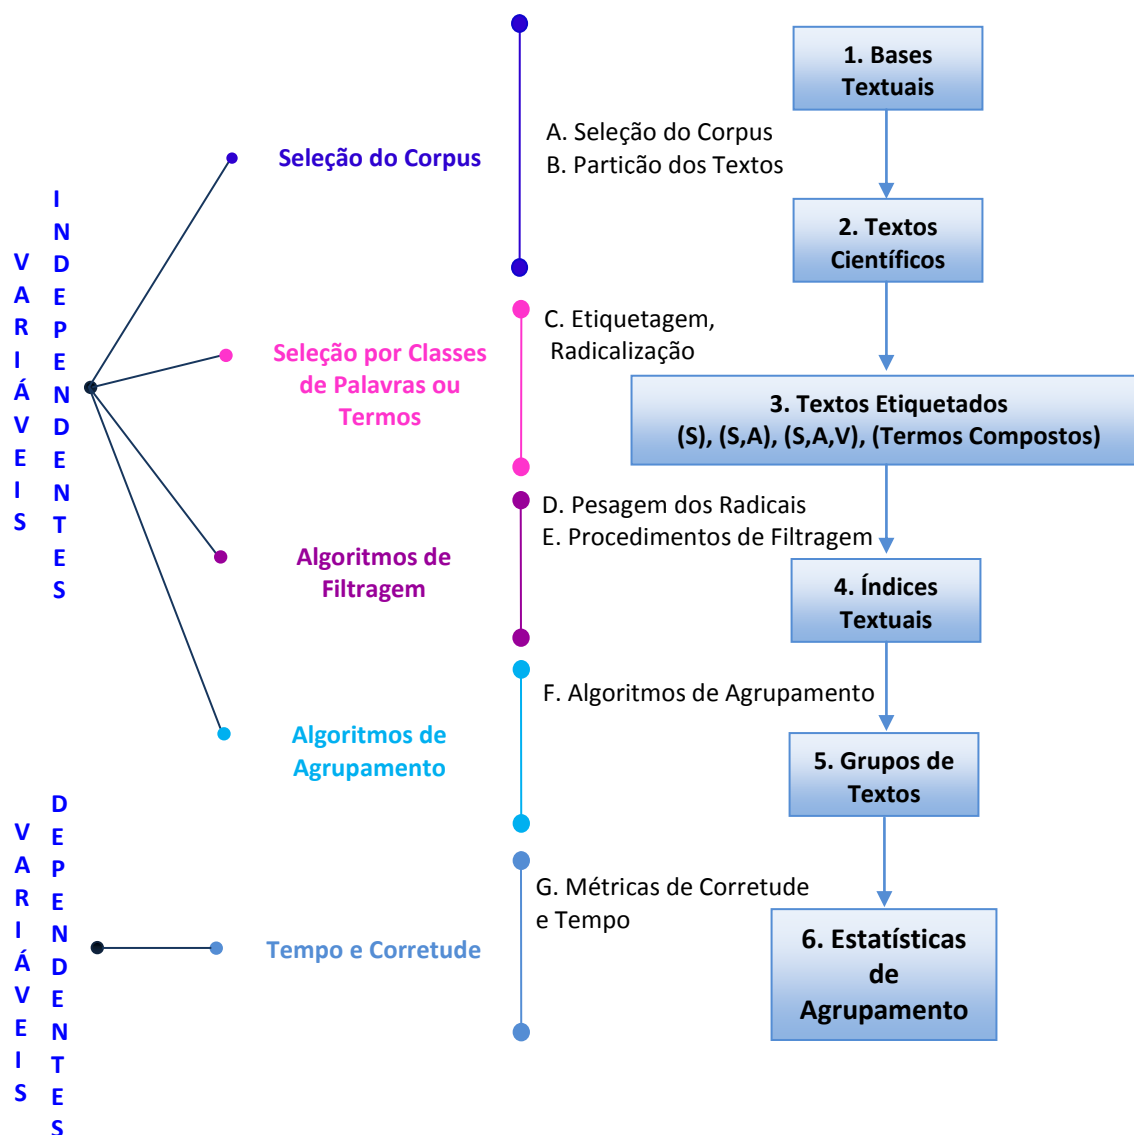 VARIÁVEIS
INDEPENDENTES
Seleção do Corpus
Seleção por Classes
de Palavras ou
Termos
Algoritmos de
Filtragem
Algoritmos de
Agrupamento
VARIÁVEIS
DEPENDENTES
Tempo e Corretude
A. Seleção do Corpus
B. Particão dos Textos
C. Etiquetagem,
Radicalização
D. Pesagem dos Radicais
E. Procedimentos de Filtragem
F. Algoritmos de Agrupamento
G. Métricas de Corretude
e Tempo
1. Bases
Textuais
2. Textos
Científicos
3. Textos Etiquetados
(S), (S,A), (S,A,V), (Termos Compostos)
4. Índices
Textuais
5. Grupos de
Textos
6. Estatísticas
de
Agrupamento